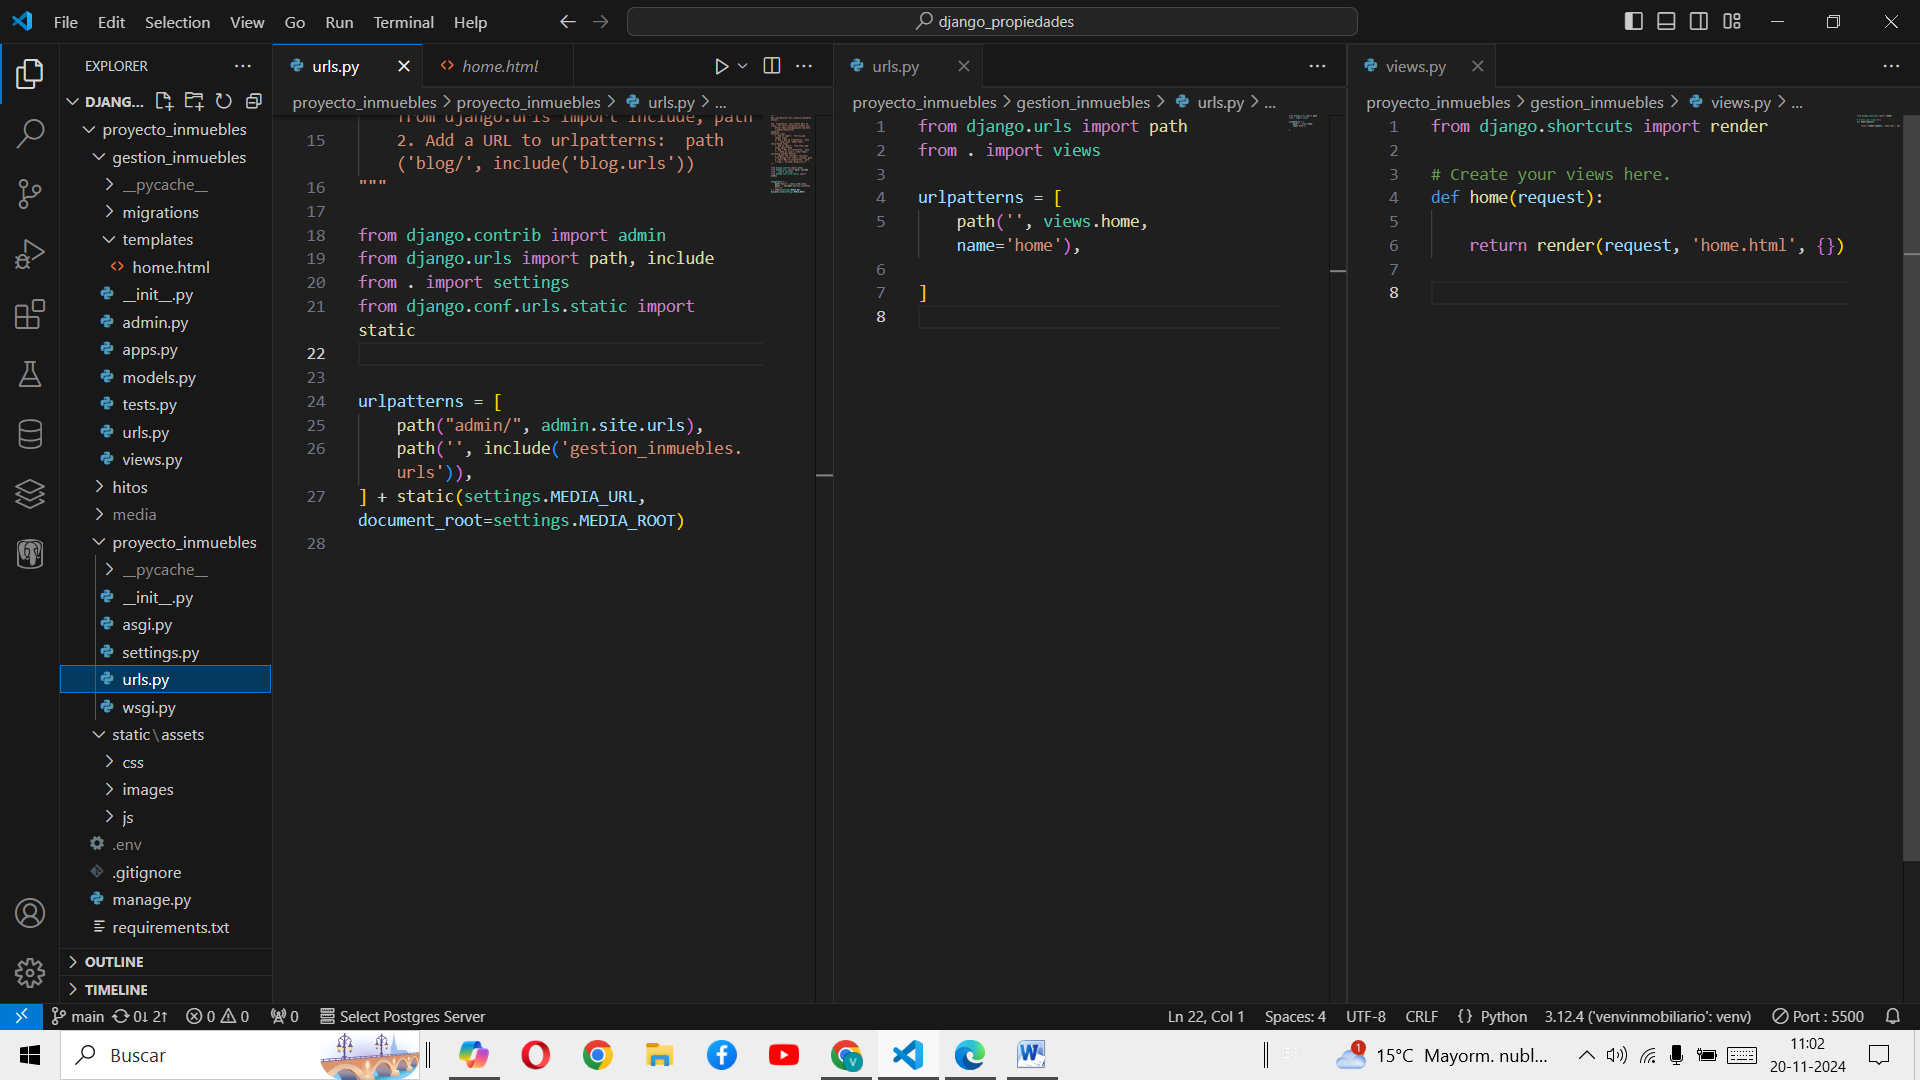 File Edit Selection View Go Run Terminal Help
django_propiedades
EXPLORER
DJANG...
proyecto_inmuebles
gestion_inmuebles
__pycache__
migrations
templates
home.html
__init__.py
admin.py
apps.py
models.py
tests.py
urls.py
views.py
hitos
media
proyecto_inmuebles
__pycache__
__init__.py
asgi.py
settings.py
urls.py
wsgi.py
static\assets
css
images
js
.env
.gitignore
manage.py
requirements.txt
OUTLINE
TIMELINE
urls.py
home.html
proyecto_inmuebles > proyecto_inmuebles > urls.py > ...
from django.urls import include, path
15 2. Add a URL to urlpatterns:  path
('blog/', include('blog.urls'))
16 """
17
18 from django.contrib import admin
19 from django.urls import path, include
20 from . import settings
21 from django.conf.urls.static import
static
22
23
24 urlpatterns = [
25 path("admin/", admin.site.urls),
26 path('', include('gestion_inmuebles.
urls')),
27 ] + static(settings.MEDIA_URL,
document_root=settings.MEDIA_ROOT)
28
urls.py
proyecto_inmuebles > gestion_inmuebles > urls.py > ...
1 from django.urls import path
2 from . import views
3
4 urlpatterns = [
5 path('', views.home,
name='home'),
6
7 ]
8
views.py
proyecto_inmuebles > gestion_inmuebles > views.py > ...
1 from django.shortcuts import render
2
3 # Create your views here.
4 def home(request):
5
6 return render(request, 'home.html', {})
7
8
main 0↓ 2↑ 0 0 0 Select Postgres Server
Ln 22, Col 1 Spaces: 4 UTF-8 CRLF {} Python 3.12.4 ('venvinmobiliario': venv) Port : 5500
Buscar
1
15°C Mayorm. nubl...
11:02
20-11-2024